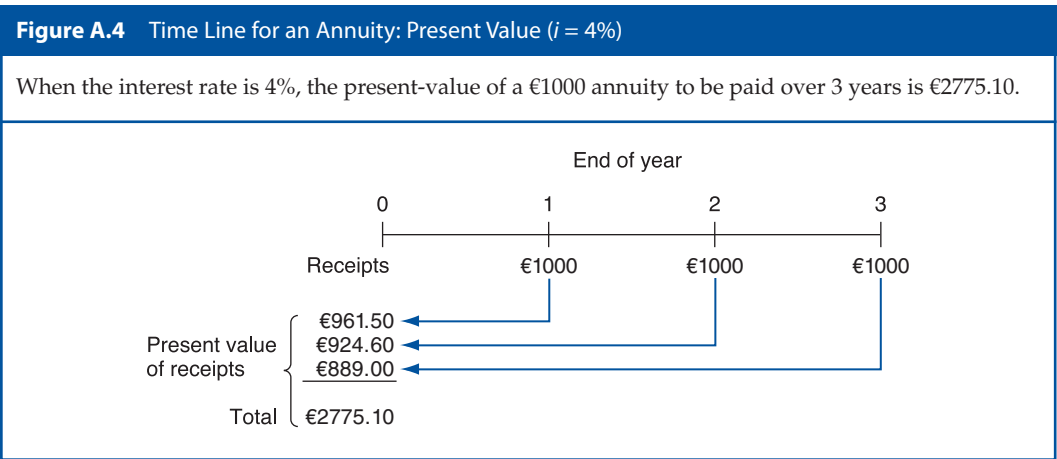 Figure A.4 Time Line for an Annuity: Present Value (i = 4%)
When the interest rate is 4%, the present-value of a €1000 annuity to be paid over 3 years is €2775.10.
End of year
0 1 2 3
Receipts €1000 €1000 €1000
€961.50
Present value €924.60
of receipts €889.00
Total €2775.10